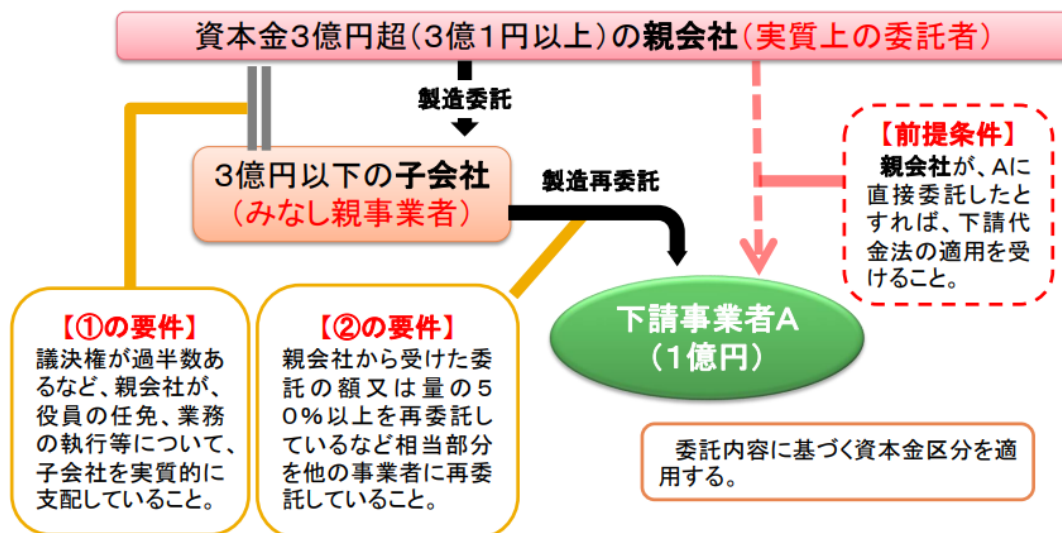 資本金3億円超(3億1円以上)の親会社(実質上の委託者)
製造委託
3億円以下の子会社
(みなし親事業者)
製造再委託
【前提条件】
親会社が、Aに
直接委託したと
すれば、下請代
金法の適用を受
けること。
下請事業者A
(1億円)
【①の要件】
議決権が過半数あ
るなど、親会社が、
役員の任免、業務
の執行等について、
子会社を実質的に
支配していること。
【②の要件】
親会社から受けた委
託の額又は量の5
0%以上を再委託し
ているなど相当部分
を他の事業者に再委
託していること。
委託内容に基づく資本金区分を適
用する。